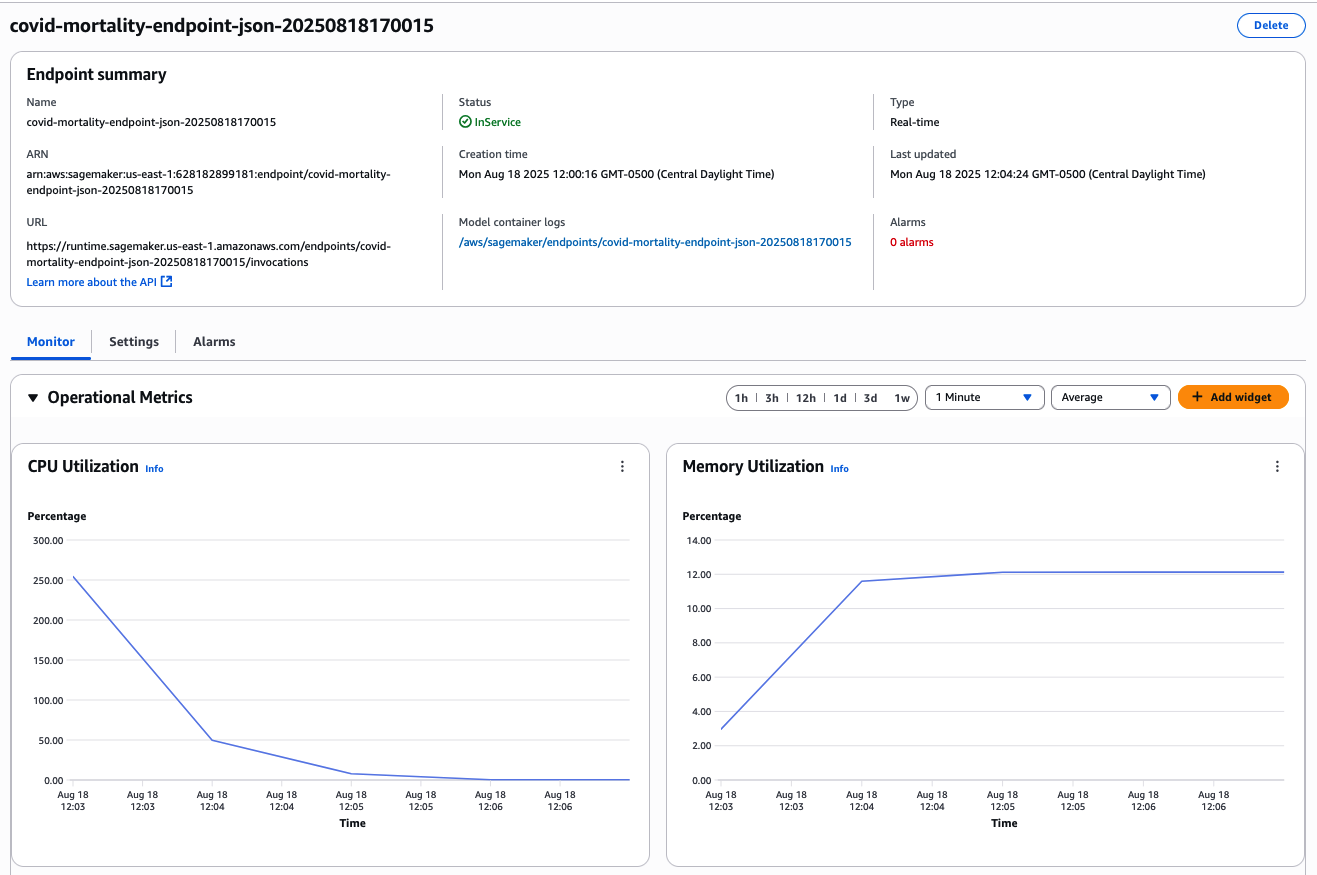 covid-mortality-endpoint-json-20250818170015
Delete
Endpoint summary
Name
covid-mortality-endpoint-json-20250818170015
Status
InService
Type
Real-time
ARN
arn:aws:sagemaker:us-east-1:628182899181:endpoint/covid-mortality-
endpoint-json-20250818170015
Creation time
Mon Aug 18 2025 12:00:16 GMT-0500 (Central Daylight Time)
Last updated
Mon Aug 18 2025 12:04:24 GMT-0500 (Central Daylight Time)
URL
https://runtime.sagemaker.us-east-1.amazonaws.com/endpoints/covid-
mortality-endpoint-json-20250818170015/invocations
Learn more about the API
Model container logs
/aws/sagemaker/endpoints/covid-mortality-endpoint-json-20250818170015
Alarms
0 alarms
Monitor
Settings
Alarms
Operational Metrics
1h
3h
12h
1d
3d
1w
1 Minute
Average
+ Add widget
CPU Utilization Info
Percentage
300.00
250.00
200.00
150.00
100.00
50.00
0.00
Aug 18 Aug 18 Aug 18 Aug 18 Aug 18 Aug 18 Aug 18 Aug 18
12:03 12:03 12:04 12:04 12:05 12:05 12:06 12:06
Time
Memory Utilization Info
Percentage
14.00
12.00
10.00
8.00
6.00
4.00
2.00
0.00
Aug 18 Aug 18 Aug 18 Aug 18 Aug 18 Aug 18 Aug 18 Aug 18
12:03 12:03 12:04 12:04 12:05 12:05 12:06 12:06
Time